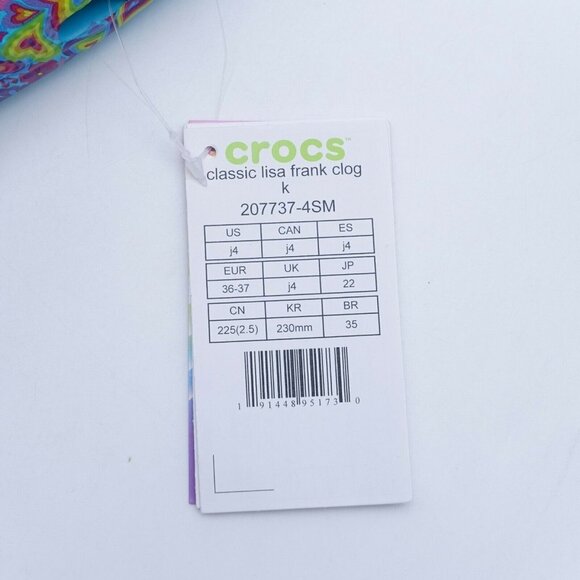 crocs™
classic lisa frank clog
k
207737-4SM
US CAN ES
j4 j4 j4
EUR UK JP
36-37 j4 22
CN KR BR
225(2.5) 230mm 35
1 91448 95173 0